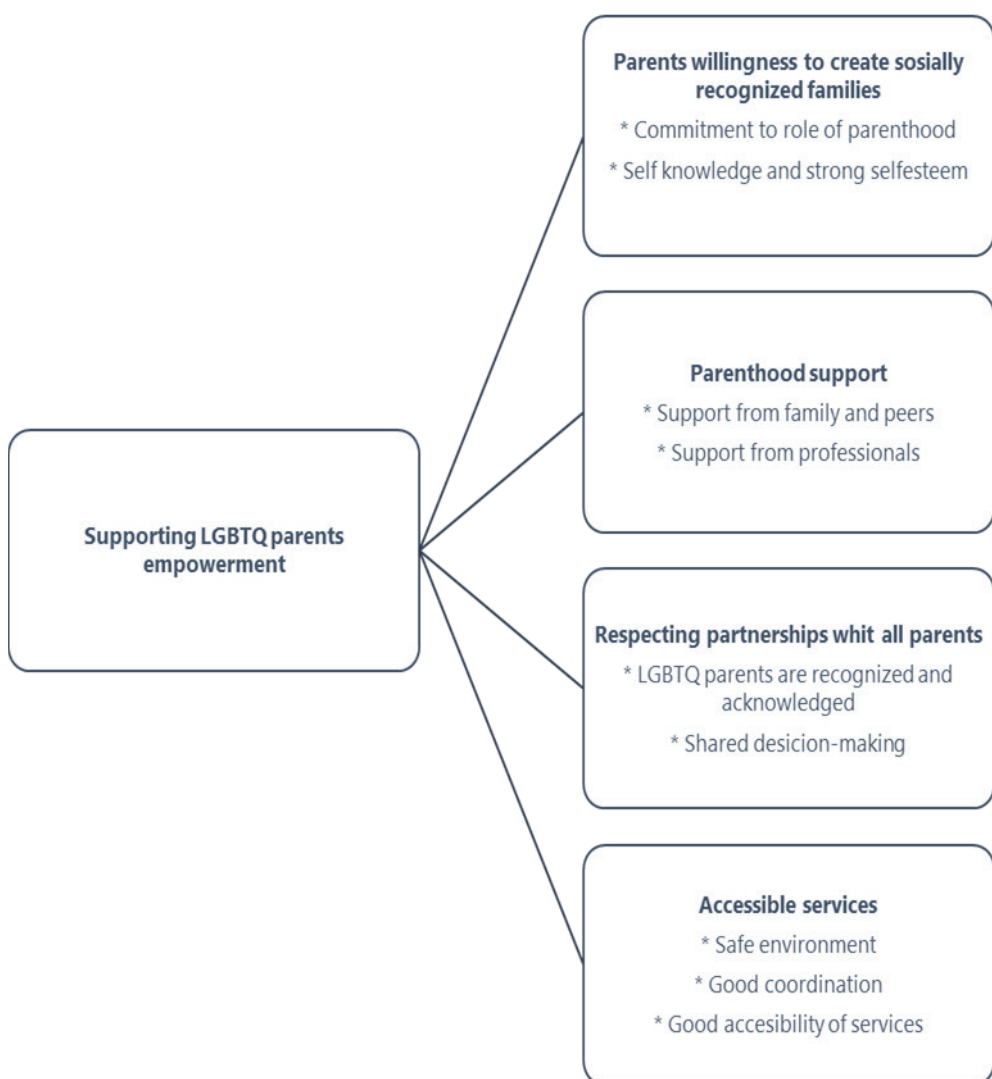 Parents willingness to create sosially
recognized families
* Commitment to role of parenthood
* Self knowledge and strong selfesteem
Parenthood support
* Support from family and peers
* Support from professionals
Supporting LGBTQ parents
empowerment
Respecting partnerships whit all parents
* LGBTQ parents are recognized and
acknowledged
* Shared desicion-making
Accessible services
* Safe environment
* Good coordination
* Good accesibility of services